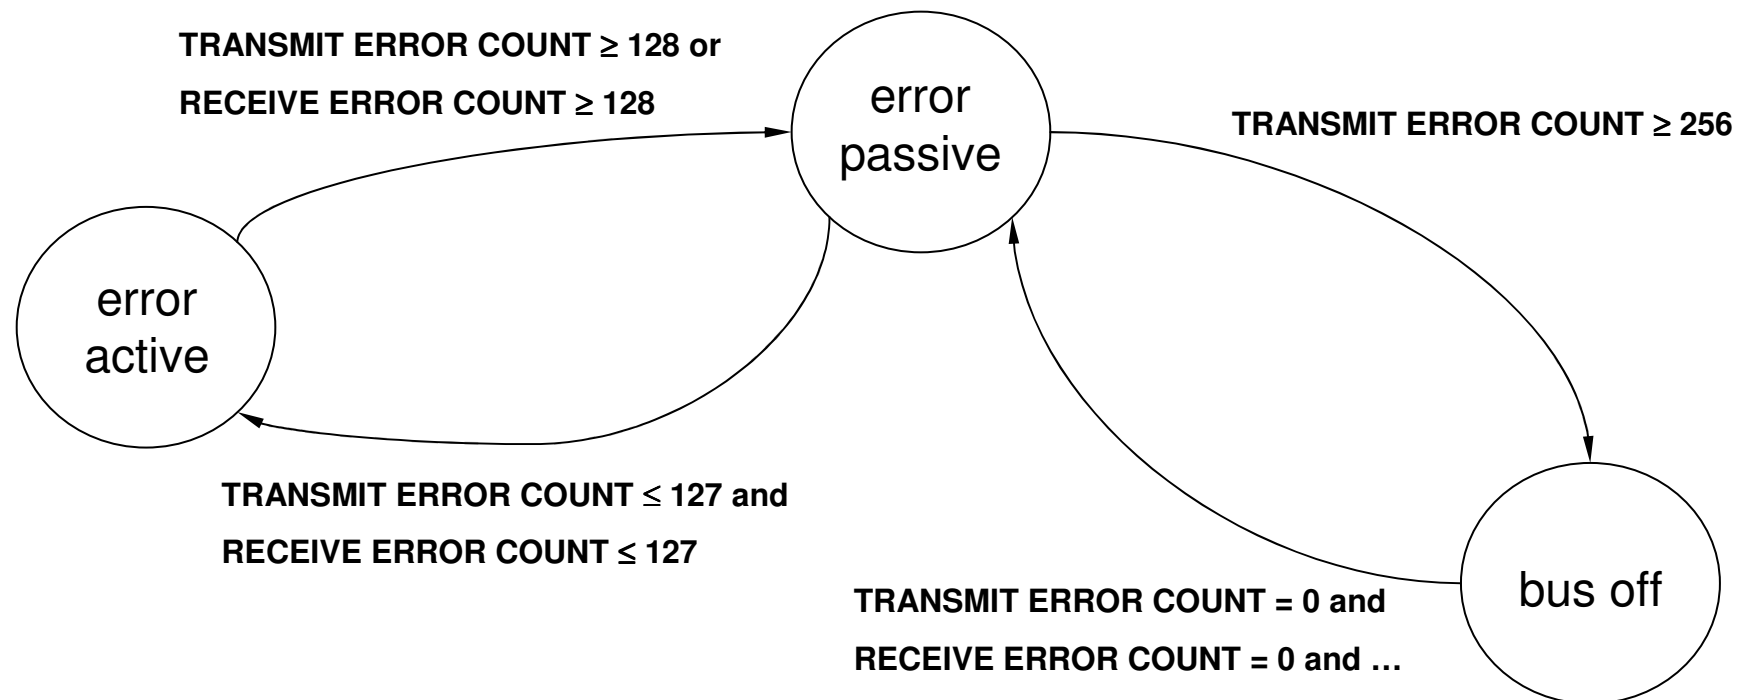 TRANSMIT ERROR COUNT ≥ 128 or
RECEIVE ERROR COUNT ≥ 128
error
passive
TRANSMIT ERROR COUNT ≥ 256
error
active
TRANSMIT ERROR COUNT ≤ 127 and
RECEIVE ERROR COUNT ≤ 127
TRANSMIT ERROR COUNT = 0 and
RECEIVE ERROR COUNT = 0 and …
bus off